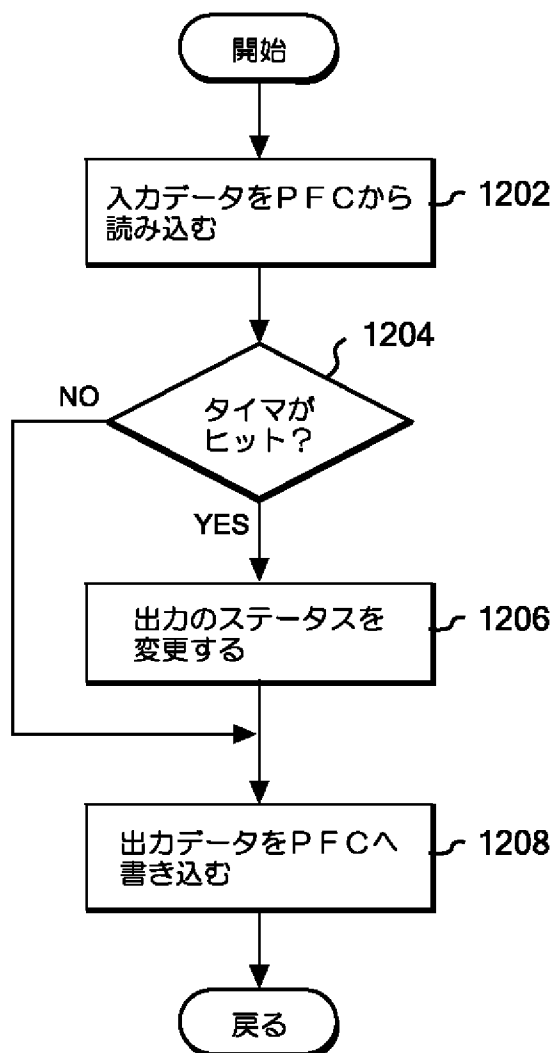 開始
入力データをＰＦＣから
読み込む
1202
1204
タイマが
ヒット？
NO
YES
出力のステータスを
変更する
1206
出力データをＰＦＣへ
書き込む
1208
戻る